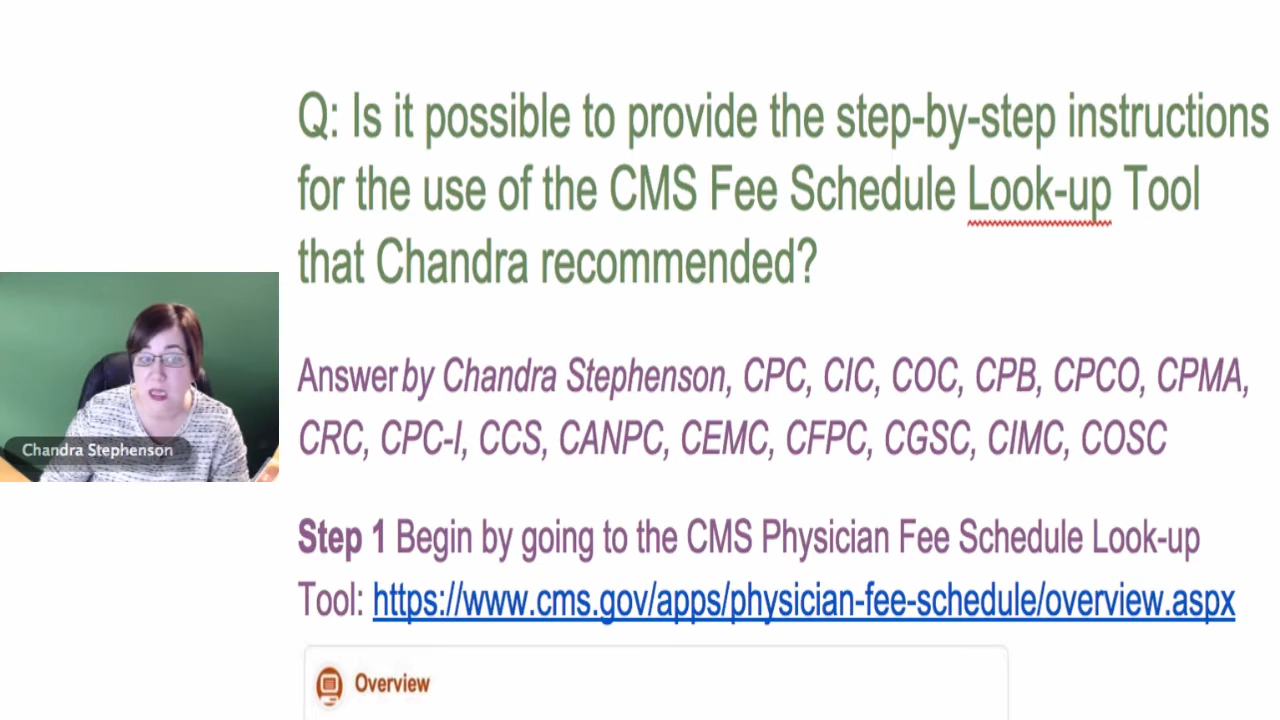 Q: Is it possible to provide the step-by-step instructions
for the use of the CMS Fee Schedule Look-up Tool
that Chandra recommended?
Answer by Chandra Stephenson, CPC, CIC, COC, CPB, CPCO, CPMA,
CRC, CPC-I, CCS, CANPC, CEMC, CFPC, CGSC, CIMC, COSC
Chandra Stephenson
Step 1 Begin by going to the CMS Physician Fee Schedule Look-up
Tool: https://www.cms.gov/apps/physician-fee-schedule/overview.aspx
Overview